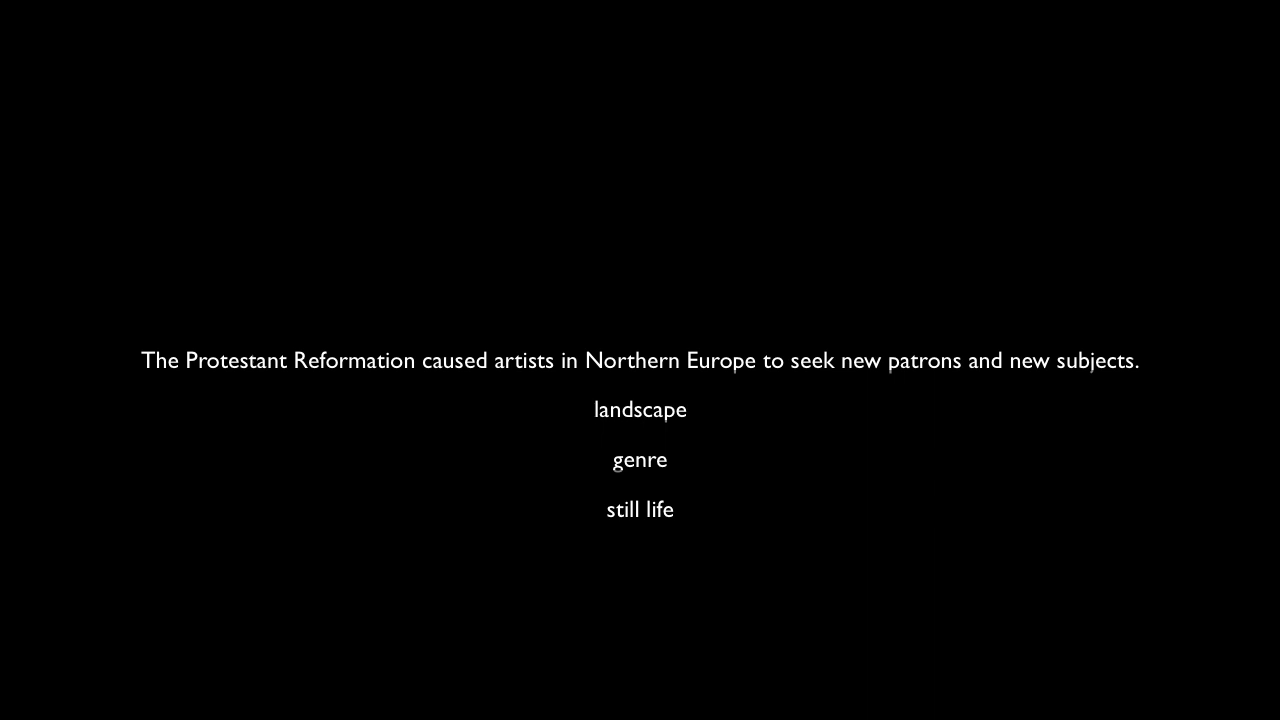 The Protestant Reformation caused artists in Northern Europe to seek new patrons and new subjects.
landscape
genre
still life